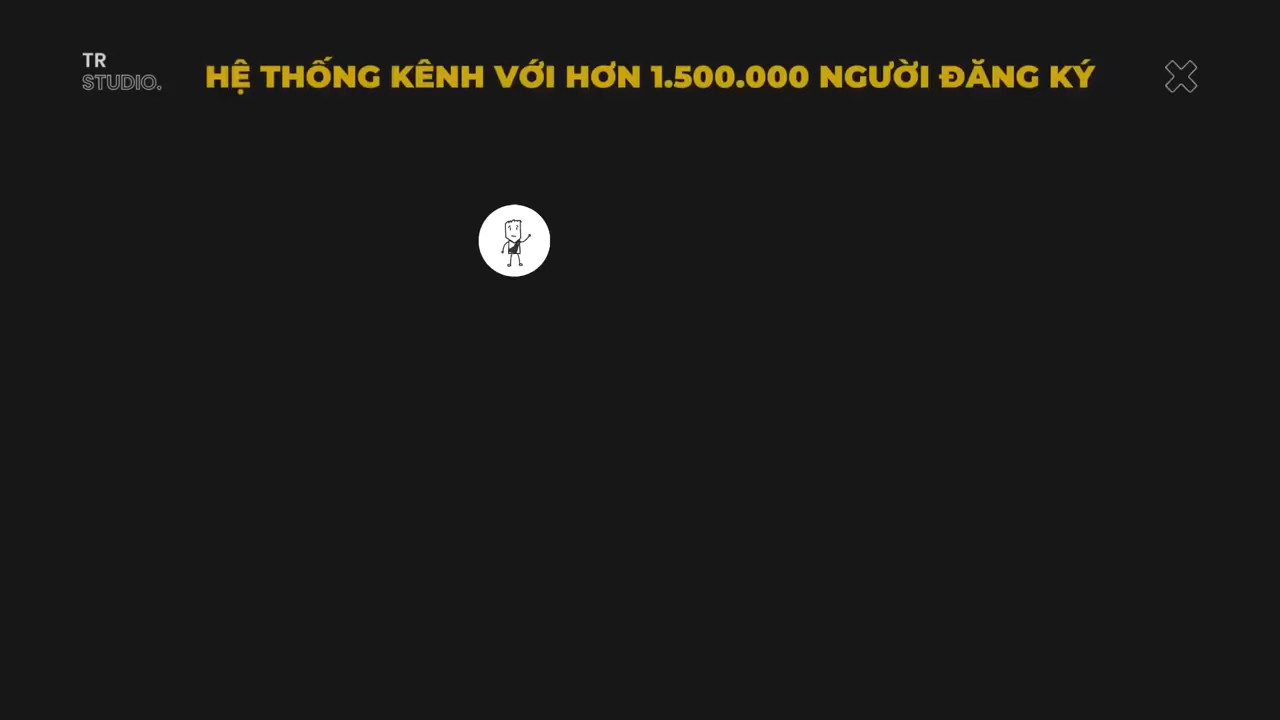 TR
STUDIO.
HỆ THỐNG KÊNH VỚI HƠN 1.500.000 NGƯỜI ĐĂNG KÝ